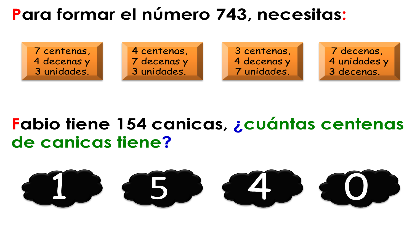 Para formar el número 743, necesitas:
7 centenas,
4 decenas y
3 unidades.
4 centenas,
7 decenas y
3 unidades.
3 centenas,
4 decenas y
7 unidades.
7 decenas,
4 unidades y
3 decenas.
Fabio tiene 154 canicas, ¿cuántas centenas
de canicas tiene?
1
5
4
0